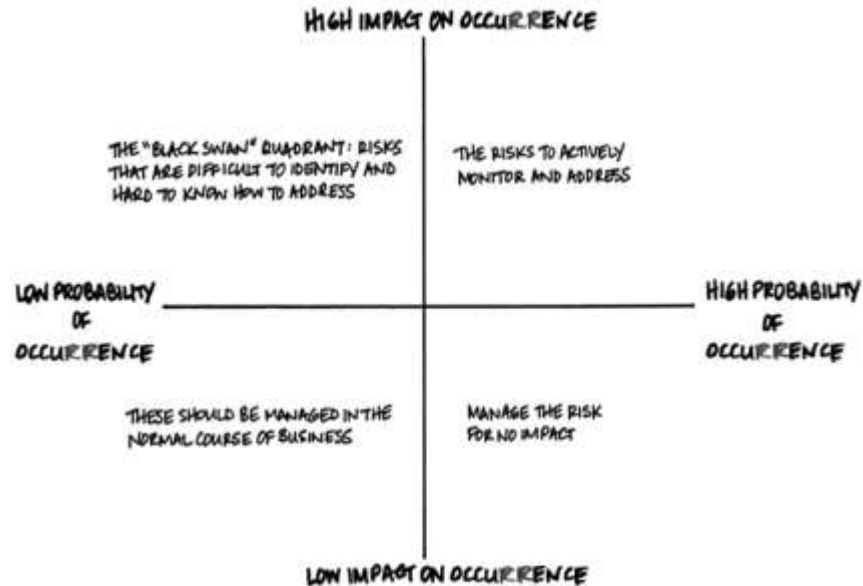 HIGH IMPACT ON OCCURRENCE
THE "BLACK SWAN" QUADRANT: RISKS
THAT ARE DIFFICULT TO IDENTIFY AND
HARD TO KNOW HOW TO ADDRESS
THE RISKS TO ACTIVELY
MONITOR AND ADDRESS
LOW PROBABILITY
OF
OCCURRENCE
HIGH PROBABILITY
OF
OCCURRENCE
THESE SHOULD BE MANAGED IN THE
NORMAL COURSE OF BUSINESS
MANAGE THE RISK
FOR NO IMPACT
LOW IMPACT ON OCCURRENCE